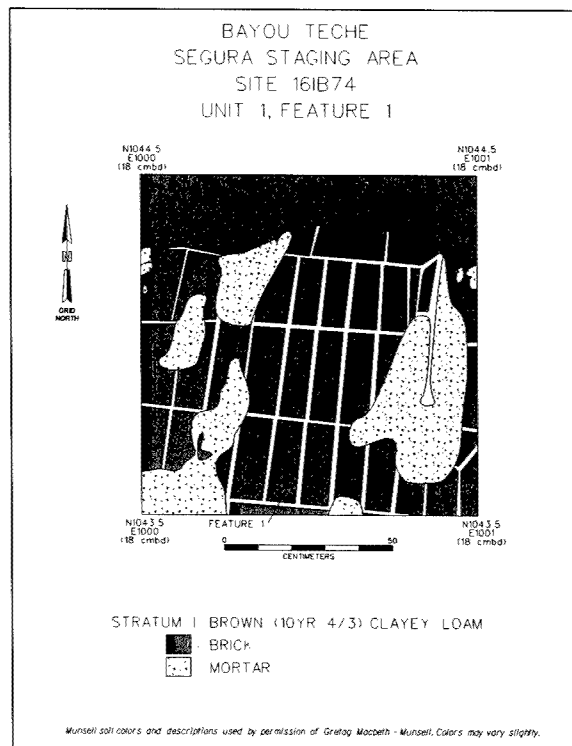 BAYOU TECHE
SEGURA STAGING AREA
SITE 16IB74
UNIT 1, FEATURE 1
N1044.5
E1000
(18 cmbd)
N1044.5
E1001
(18 cmbd)
N
GRID
NORTH
N1043.5
E1000
(18 cmbd)
FEATURE 1
N1043.5
E1001
(18 cmbd)
0 50
CENTIMETERS
STRATUM I BROWN (10YR 4/3) CLAYEY LOAM
BRICK
MORTAR
Munsell soil colors and descriptions used by permission of Gretag Macbeth - Munsell. Colors may vary slightly.